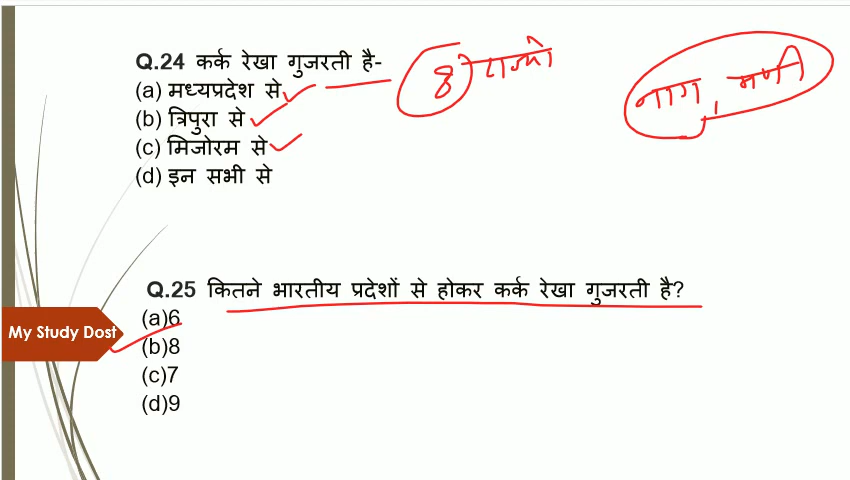 Q.24 कर्क रेखा गुजरती है-
(a) मध्यप्रदेश से
8 राज्यो
नाग, मणी
(b) त्रिपुरा से
(c) मिजोरम से
(d) इन सभी से
Q.25 कितने भारतीय प्रदेशों से होकर कर्क रेखा गुजरती है?
(a)6
My Study Dost
(b)8
(c)7
(d)9